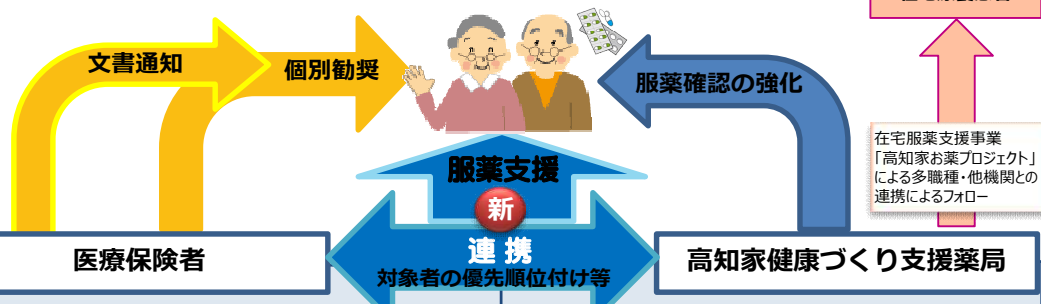 文書通知
個別勧奨
服薬確認の強化
在宅服薬支援事業
「高知家お薬プロジェクト」
による多職種・他機関との
連携によるフォロー
服薬支援
新
連 携
対象者の優先順位付け等
医療保険者
高知家健康づくり支援薬局